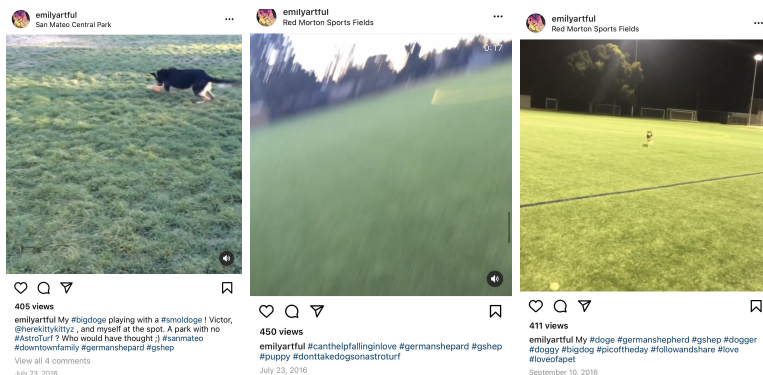 emilyartful
San Mateo Central Park
405 views
emilyartful My #bigdoge playing with a #smoldoge ! Victor,
@herekittykittyz , and myself at the spot. A park with no
#AstroTurf ? Who would have thought ;) #sanmateo
#downtownfamily #germanshepard #gshep
View all 4 comments
July 23, 2016
emilyartful
Red Morton Sports Fields
0:17
450 views
emilyartful #canthelpfallinginlove #germanshepard #gshep
#puppy #donttakedogsonastroturf
July 23, 2016
emilyartful
Red Morton Sports Fields
411 views
emilyartful My #doge #germanshepherd #gshep #dogger
#doggy #bigdog #picoftheday #followandshare #love
#loveofapet
September 10, 2016